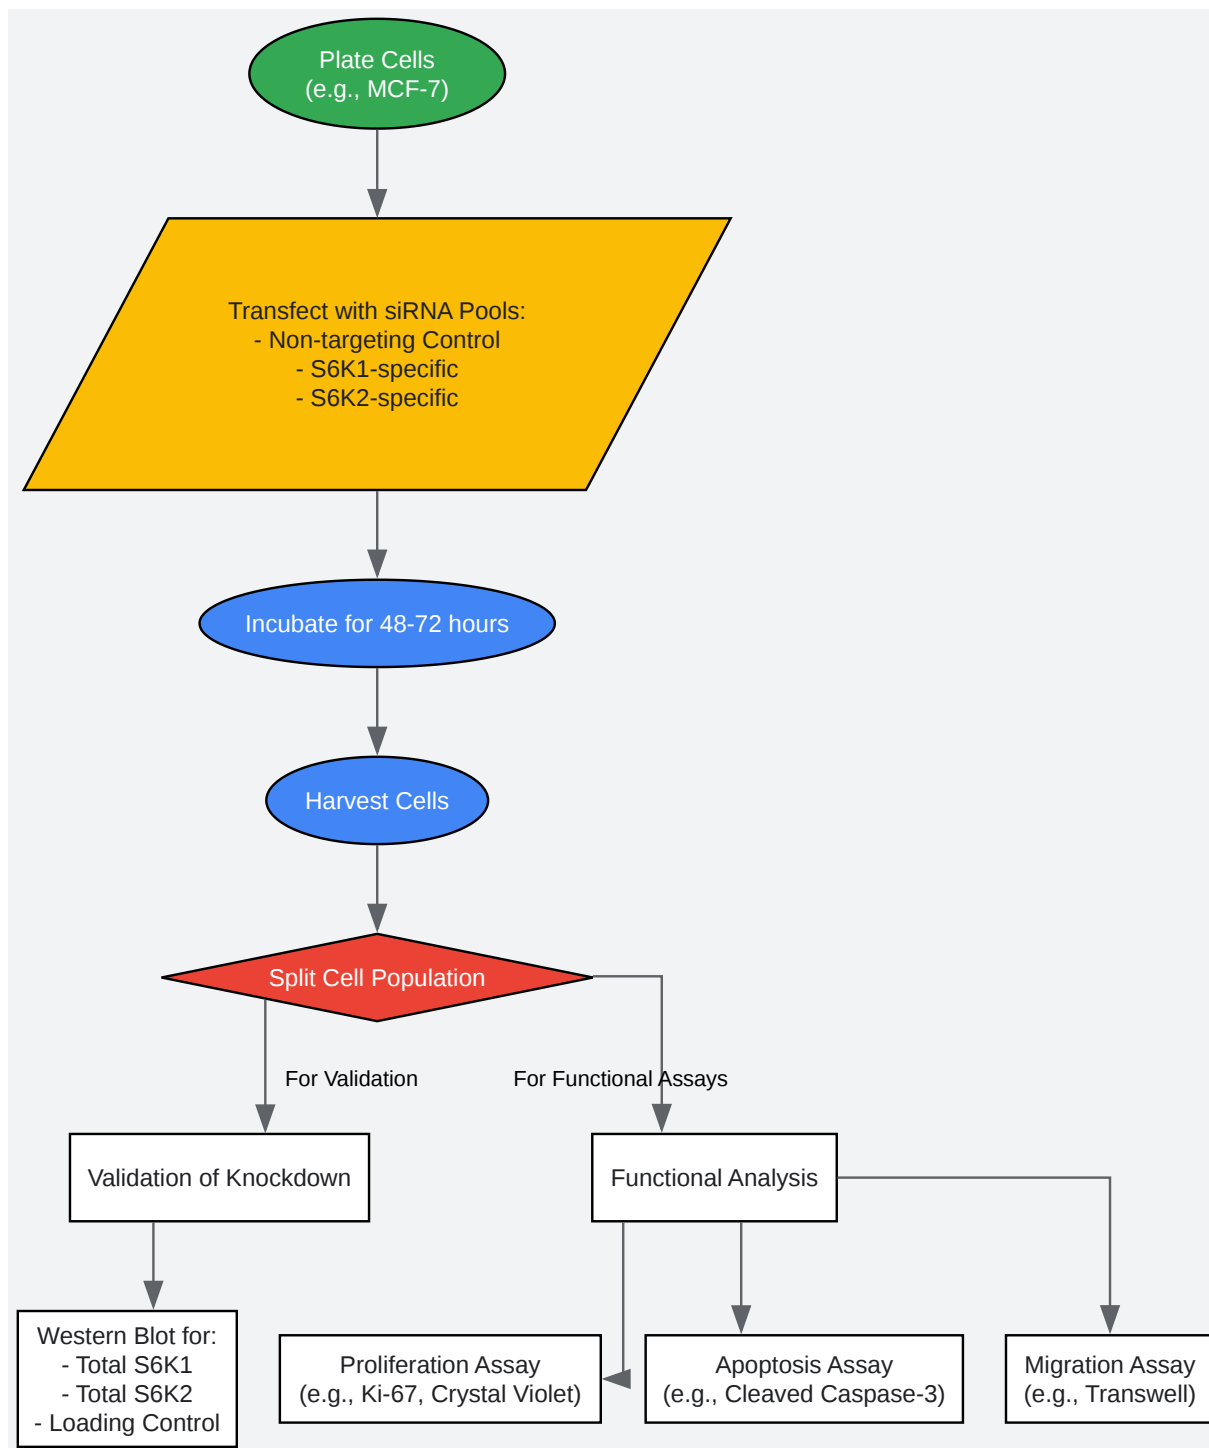 Plate Cells
(e.g., MCF-7)
Transfect with siRNA Pools:
- Non-targeting Control
- S6K1-specific
- S6K2-specific
Incubate for 48-72 hours
Harvest Cells
Split Cell Population
For Validation
For Functional Assays
Validation of Knockdown
Functional Analysis
Western Blot for:
- Total S6K1
- Total S6K2
- Loading Control
Proliferation Assay
(e.g., Ki-67, Crystal Violet)
Apoptosis Assay
(e.g., Cleaved Caspase-3)
Migration Assay
(e.g., Transwell)